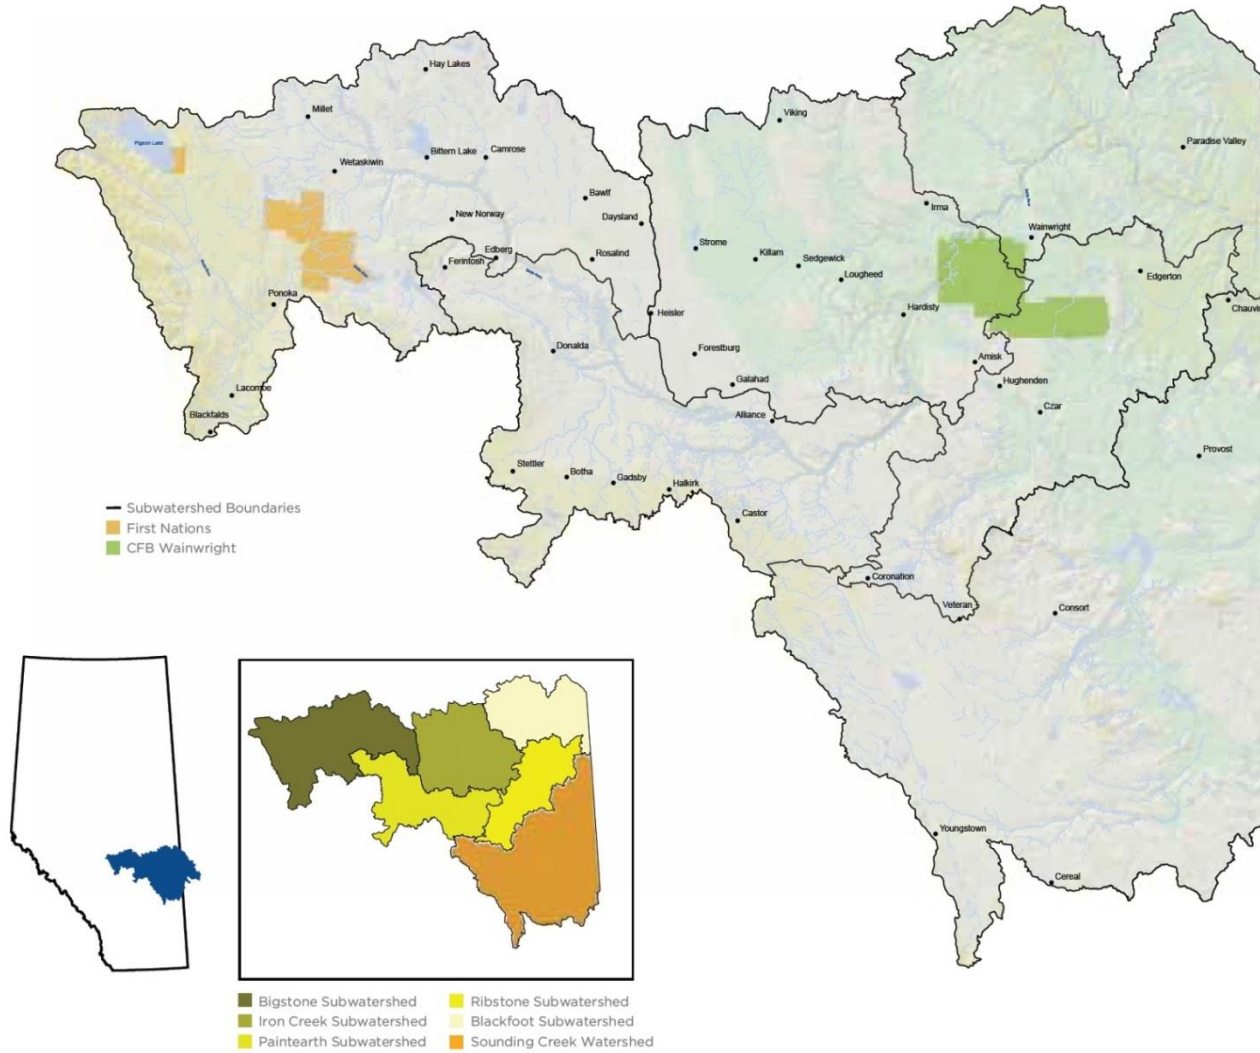 Hay Lakes
Millet
Viking
Pigeon Lake
Bittern Lake
Camrose
Paradise Valley
Wetaskiwin
Bawlf
Irma
New Norway
Daysland
Wainwright
Strome
Edberg
Killam
Rosalind
Sedgewick
Ferintosh
Lougheed
Edgerton
Ponoka
Hardisty
Chauvin
Heisler
Donalda
Forestburg
Amisk
Galahad
Hughenden
Lacombe
Czar
Blackfalds
Alliance
Provost
Stettler
Botha
Gadsby
Halkirk
Castor
Subwatershed Boundaries
First Nations
CFB Wainwright
Coronation
Veteran
Consort
Youngstown
Cereal
Bigstone Subwatershed
Iron Creek Subwatershed
Paintearth Subwatershed
Ribstone Subwatershed
Blackfoot Subwatershed
Sounding Creek Watershed